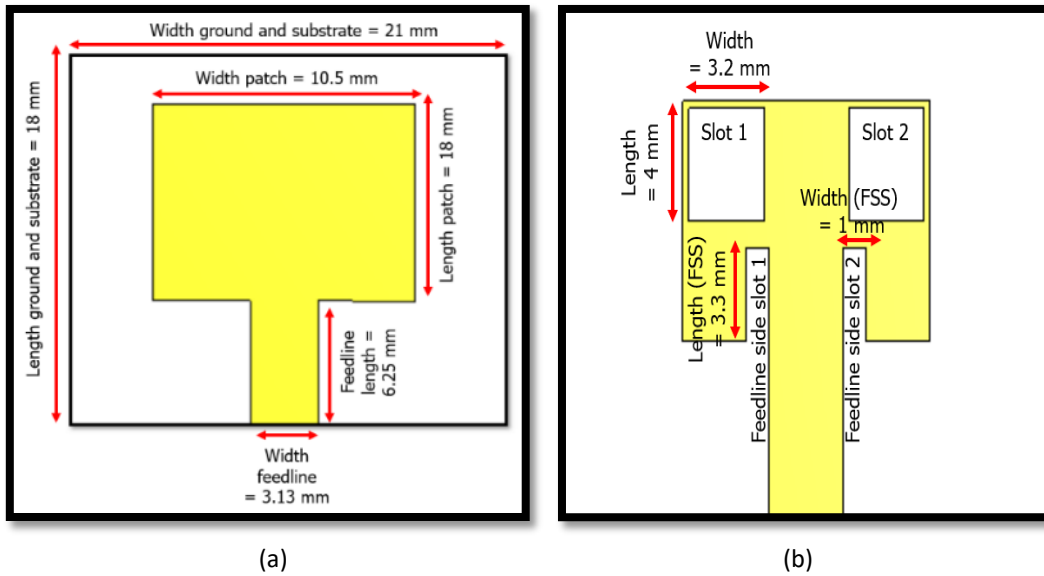 Width ground and substrate = 21 mm
Length ground and substrate = 18 mm
Width patch = 10.5 mm
Length patch = 18 mm
Feedline
length =
6.25 mm
Width
feedline
= 3.13 mm
(a)
Width
= 3.2 mm
Length
= 4 mm
Slot 1
Slot 2
Width (FSS)
= 1 mm
Length (FSS)
= 3.3 mm
Feedline side slot 1
Feedline side slot 2
(b)